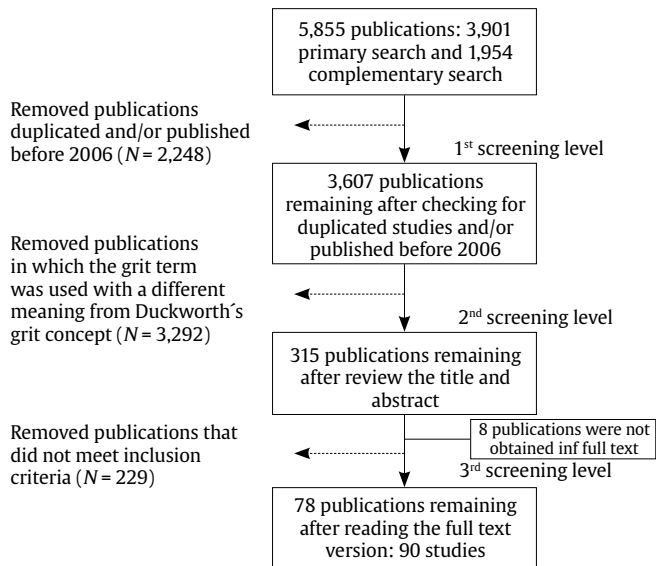 5,855 publications: 3,901
primary search and 1,954
complementary search
Removed publications
duplicated and/or published
before 2006 (N = 2,248)
1st screening level
3,607 publications
remaining after checking for
duplicated studies and/or
published before 2006
Removed publications
in which the grit term
was used with a different
meaning from Duckworth´s
grit concept (N = 3,292)
2nd screening level
315 publications remaining
after review the title and
abstract
8 publications were not
obtained inf full text
Removed publications that
did not meet inclusion
criteria (N = 229)
3rd screening level
78 publications remaining
after reading the full text
version: 90 studies